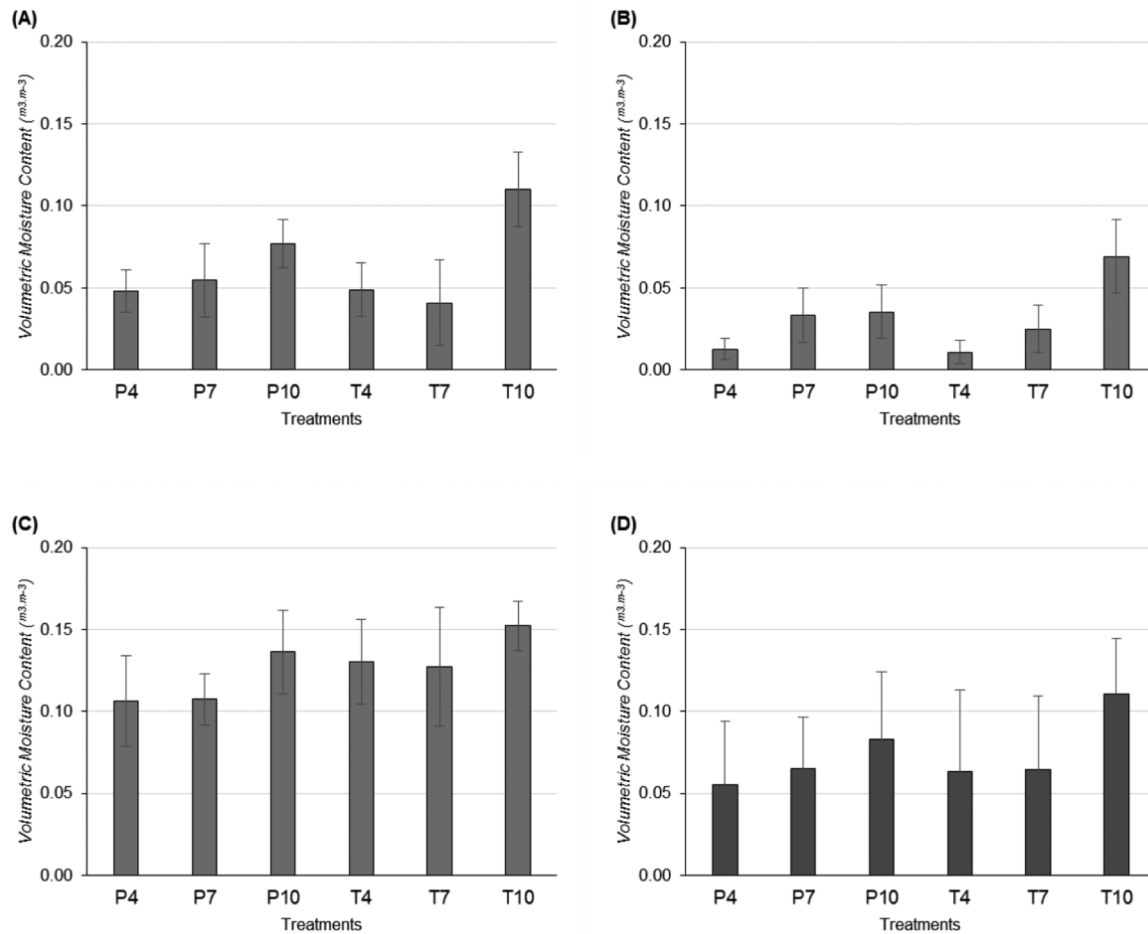 (A)
Volumetric Moisture Content (m3.m-3)
0.20
0.15
0.10
0.05
0.00
P4 P7 P10 T4 T7 T10
Treatments
(B)
Volumetric Moisture Content (m3.m-3)
0.20
0.15
0.10
0.05
0.00
P4 P7 P10 T4 T7 T10
Treatments
(C)
Volumetric Moisture Content (m3.m-3)
0.20
0.15
0.10
0.05
0.00
P4 P7 P10 T4 T7 T10
Treatments
(D)
Volumetric Moisture Content (m3.m-3)
0.20
0.15
0.10
0.05
0.00
P4 P7 P10 T4 T7 T10
Treatments